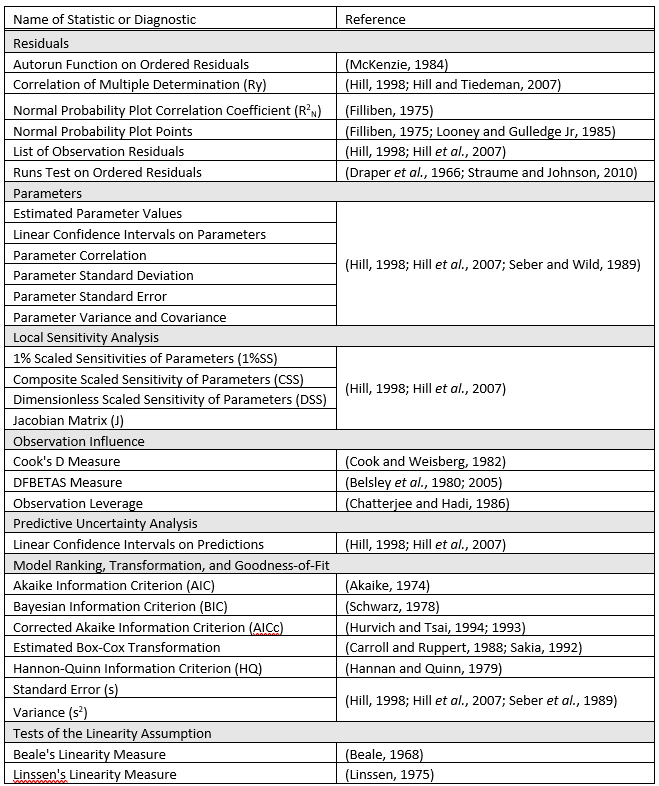 Name of Statistic or Diagnostic Reference
Residuals
Autorun Function on Ordered Residuals (McKenzie, 1984)
Correlation of Multiple Determination (Ry) (Hill, 1998; Hill and Tiedeman, 2007)
Normal Probability Plot Correlation Coefficient (R²N) (Filliben, 1975)
Normal Probability Plot Points (Filliben, 1975; Looney and Gulledge Jr, 1985)
List of Observation Residuals (Hill, 1998; Hill et al., 2007)
Runs Test on Ordered Residuals (Draper et al., 1966; Straume and Johnson, 2010)
Parameters
Estimated Parameter Values
Linear Confidence Intervals on Parameters
Parameter Correlation
(Hill, 1998; Hill et al., 2007; Seber and Wild, 1989)
Parameter Standard Deviation
Parameter Standard Error
Parameter Variance and Covariance
Local Sensitivity Analysis
1% Scaled Sensitivities of Parameters (1%SS)
Composite Scaled Sensitivity of Parameters (CSS)
(Hill, 1998; Hill et al., 2007)
Dimensionless Scaled Sensitivity of Parameters (DSS)
Jacobian Matrix (J)
Observation Influence
Cook's D Measure (Cook and Weisberg, 1982)
DFBETAS Measure (Belsley et al., 1980; 2005)
Observation Leverage (Chatterjee and Hadi, 1986)
Predictive Uncertainty Analysis
Linear Confidence Intervals on Predictions (Hill, 1998; Hill et al., 2007)
Model Ranking, Transformation, and Goodness-of-Fit
Akaike Information Criterion (AIC) (Akaike, 1974)
Bayesian Information Criterion (BIC) (Schwarz, 1978)
Corrected Akaike Information Criterion (AICc) (Hurvich and Tsai, 1994; 1993)
Estimated Box-Cox Transformation (Carroll and Ruppert, 1988; Sakia, 1992)
Hannon-Quinn Information Criterion (HQ) (Hannan and Quinn, 1979)
Standard Error (s)
(Hill, 1998; Hill et al., 2007; Seber et al., 1989)
Variance (s²)
Tests of the Linearity Assumption
Beale's Linearity Measure (Beale, 1968)
Linssen's Linearity Measure (Linssen, 1975)